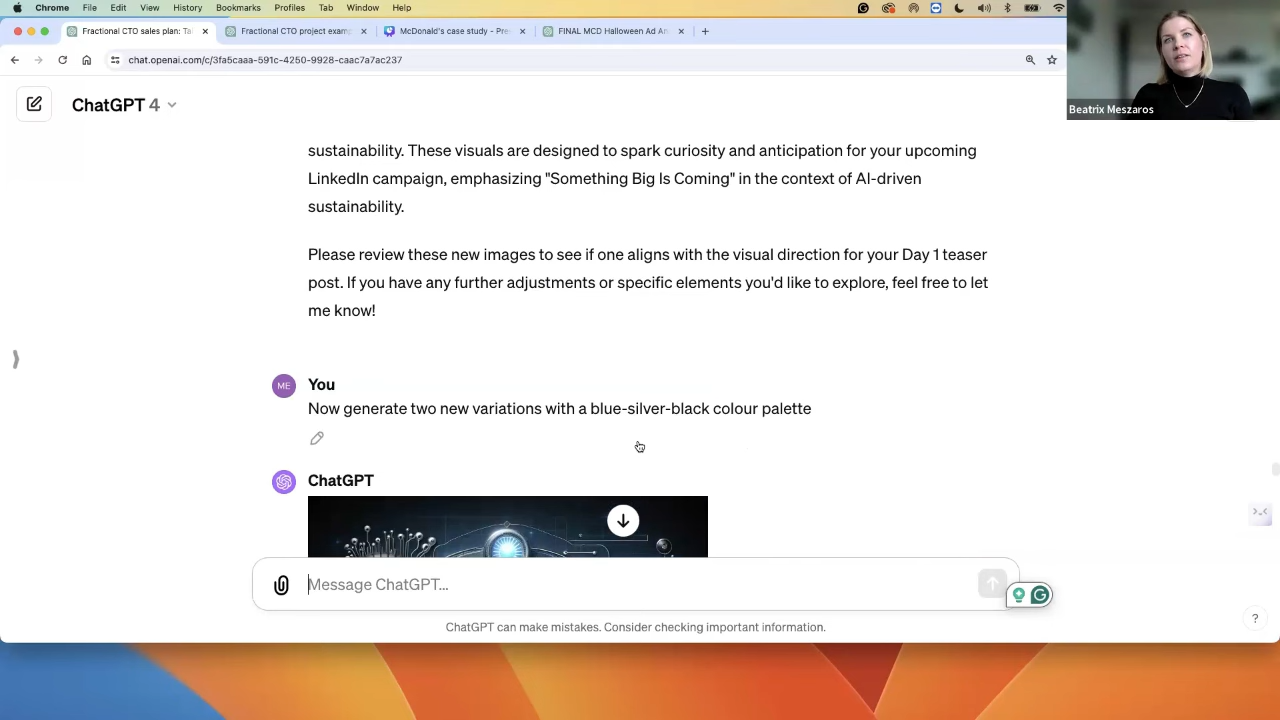 Chrome File Edit View History Bookmarks Profiles Tab Window Help
Fractional CTO sales plan: Tai
Fractional CTO project examp
McDonald's case study - Pre
FINAL MCD Halloween Ad An
chat.openai.com/c/3fa5caaa-591c-4250-9928-caac7a7ac237
Beatrix Meszaros
ChatGPT 4
sustainability. These visuals are designed to spark curiosity and anticipation for your upcoming
LinkedIn campaign, emphasizing "Something Big Is Coming" in the context of AI-driven
sustainability.
Please review these new images to see if one aligns with the visual direction for your Day 1 teaser
post. If you have any further adjustments or specific elements you'd like to explore, feel free to let
me know!
ME
You
Now generate two new variations with a blue-silver-black colour palette
ChatGPT
Message ChatGPT...
ChatGPT can make mistakes. Consider checking important information.
?